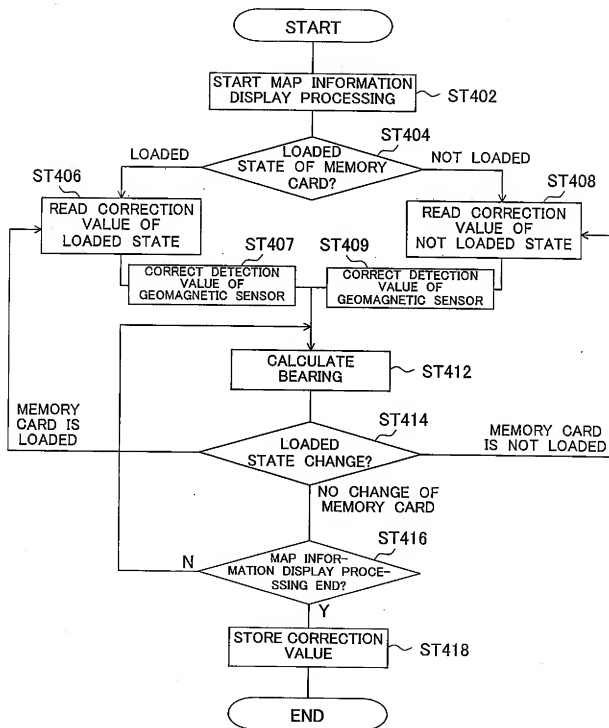 START
START MAP INFORMATION
DISPLAY PROCESSING
ST402
ST404
LOADED
LOADED
STATE OF MEMORY
CARD?
NOT LOADED
ST406
ST408
READ CORRECTION
VALUE OF
LOADED STATE
READ CORRECTION
VALUE OF
NOT LOADED STATE
ST407
ST409
CORRECT DETECTION
VALUE OF
GEOMAGNETIC SENSOR
CORRECT DETECTION
VALUE OF
GEOMAGNETIC SENSOR
CALCULATE
BEARING
ST412
MEMORY
CARD IS
LOADED
ST414
LOADED
STATE CHANGE?
MEMORY CARD
IS NOT LOADED
NO CHANGE OF
MEMORY CARD
ST416
N
MAP INFOR-
MATION DISPLAY PROCE-
SSING END?
Y
STORE CORRECTION
VALUE
ST418
END